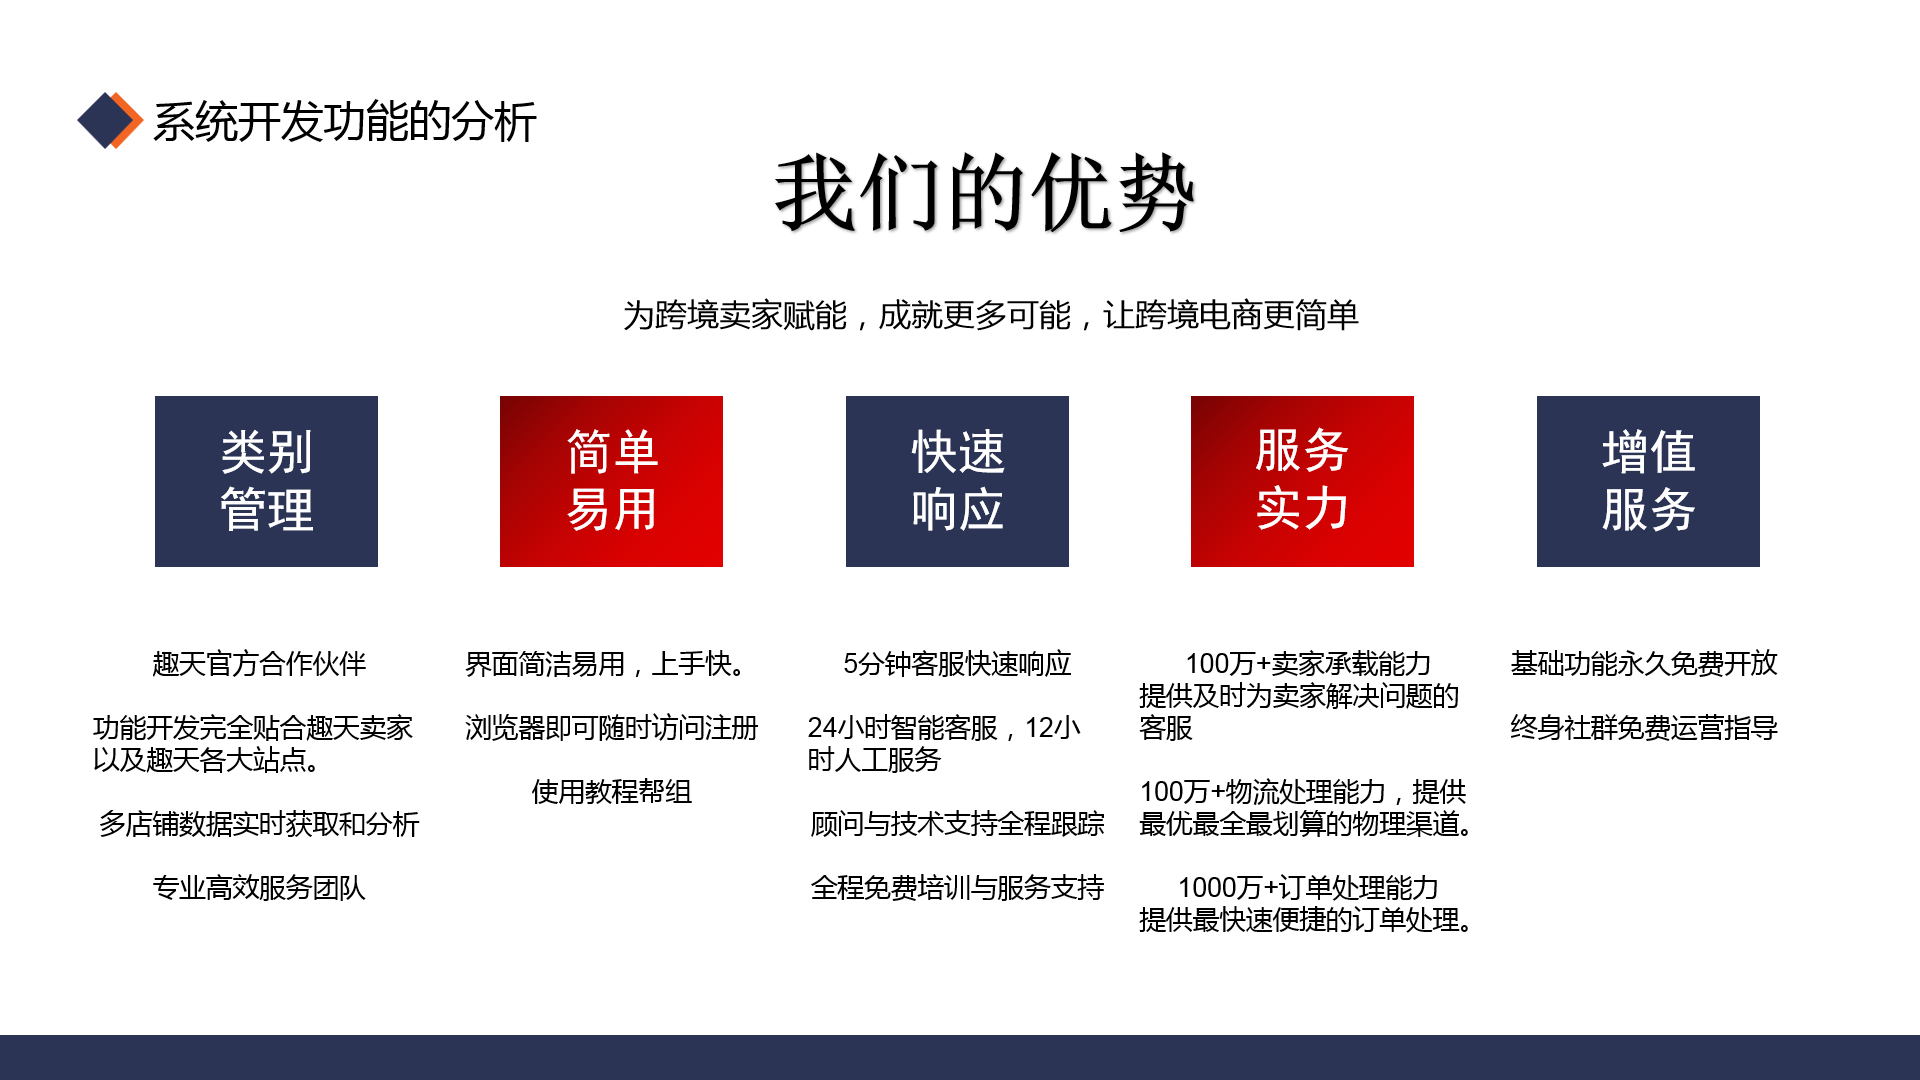 系统开发功能的分析
我们的优势
为跨境卖家赋能，成就更多可能，让跨境电商更简单
类别
管理
简单
易用
快速
响应
服务
实力
增值
服务
趣天官方合作伙伴
功能开发完全贴合趣天卖家
以及趣天各大站点。
多店铺数据实时获取和分析
专业高效服务团队
界面简洁易用，上手快。
浏览器即可随时访问注册
使用教程帮组
5分钟客服快速响应
24小时智能客服，12小
时人工服务
顾问与技术支持全程跟踪
全程免费培训与服务支持
100万+卖家承载能力
提供及时为卖家解决问题的
客服
100万+物流处理能力，提供
最优最全最划算的物理渠道。
1000万+订单处理能力
提供最快速便捷的订单处理。
基础功能永久免费开放
终身社群免费运营指导